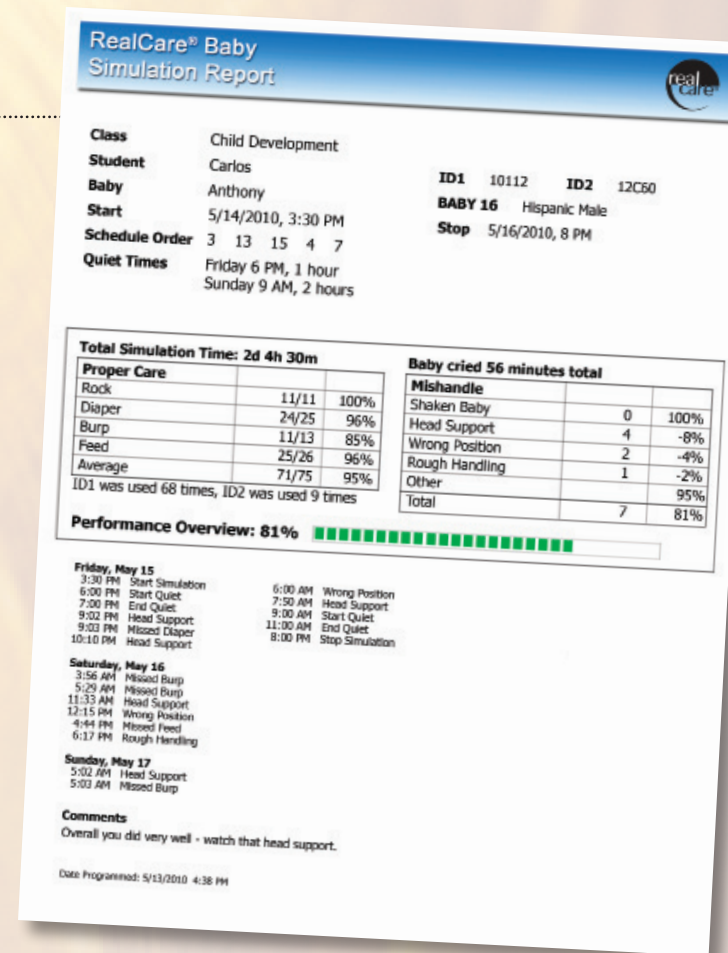 RealCare® Baby
Simulation Report
real
care®
Class Child Development
Student Carlos
Baby Anthony
Start 5/14/2010, 3:30 PM
Schedule Order 3 13 15 4 7
Quiet Times Friday 6 PM, 1 hour
Sunday 9 AM, 2 hours
ID1 10112 ID2 12C60
BABY 16 Hispanic Male
Stop 5/16/2010, 8 PM
Total Simulation Time: 2d 4h 30m
Proper Care
Rock 11/11 100%
Diaper 24/25 96%
Burp 11/13 85%
Feed 25/26 96%
Average 71/75 95%
ID1 was used 68 times, ID2 was used 9 times
Baby cried 56 minutes total
Mishandle
Shaken Baby 0 100%
Head Support 4 -8%
Wrong Position 2 -4%
Rough Handling 1 -2%
Other 95%
Total 7 81%
Performance Overview: 81%
Friday, May 15
3:30 PM Start Simulation
6:00 PM Start Quiet
7:00 PM End Quiet
9:02 PM Head Support
9:03 PM Missed Diaper
10:10 PM Head Support
Saturday, May 16
3:56 AM Missed Burp
5:29 AM Missed Burp
11:33 AM Head Support
12:15 PM Wrong Position
4:44 PM Missed Feed
6:17 PM Rough Handling
Sunday, May 17
5:02 AM Head Support
5:03 AM Missed Burp
6:00 AM Wrong Position
7:50 AM Head Support
9:00 AM Start Quiet
11:00 AM End Quiet
8:00 PM Stop Simulation
Comments
Overall you did very well - watch that head support.
Date Programmed: 5/13/2010 4:38 PM